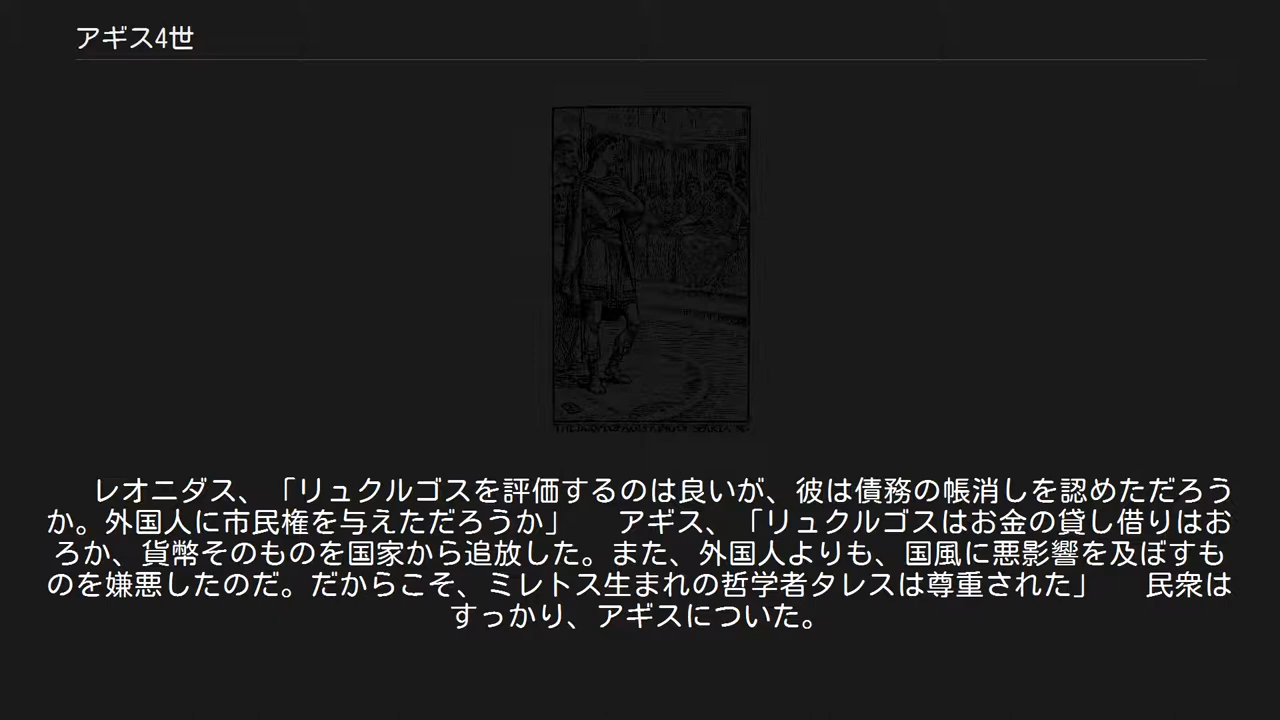 アギス4世
レオニダス、「リュクルゴスを評価するのは良いが、彼は債務の帳消しを認めただろう
か。外国人に市民権を与えただろうか」　　アギス、「リュクルゴスはお金の貸し借りはお
ろか、貨幣そのものを国家から追放した。また、外国人よりも、国風に悪影響を及ぼすも
のを嫌悪したのだ。だからこそ、ミレトス生まれの哲学者タレスは尊重された」　　民衆は
すっかり、アギスについた。